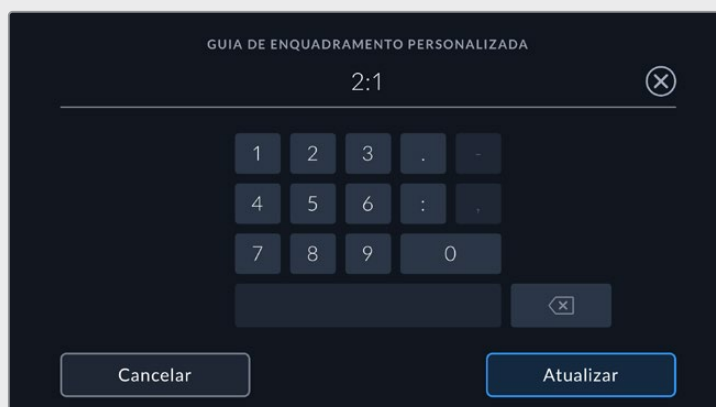 GUIA DE ENQUADRAMENTO PERSONALIZADA
2:1
1 2 3 . -
4 5 6 : ,
7 8 9 0
Cancelar Atualizar